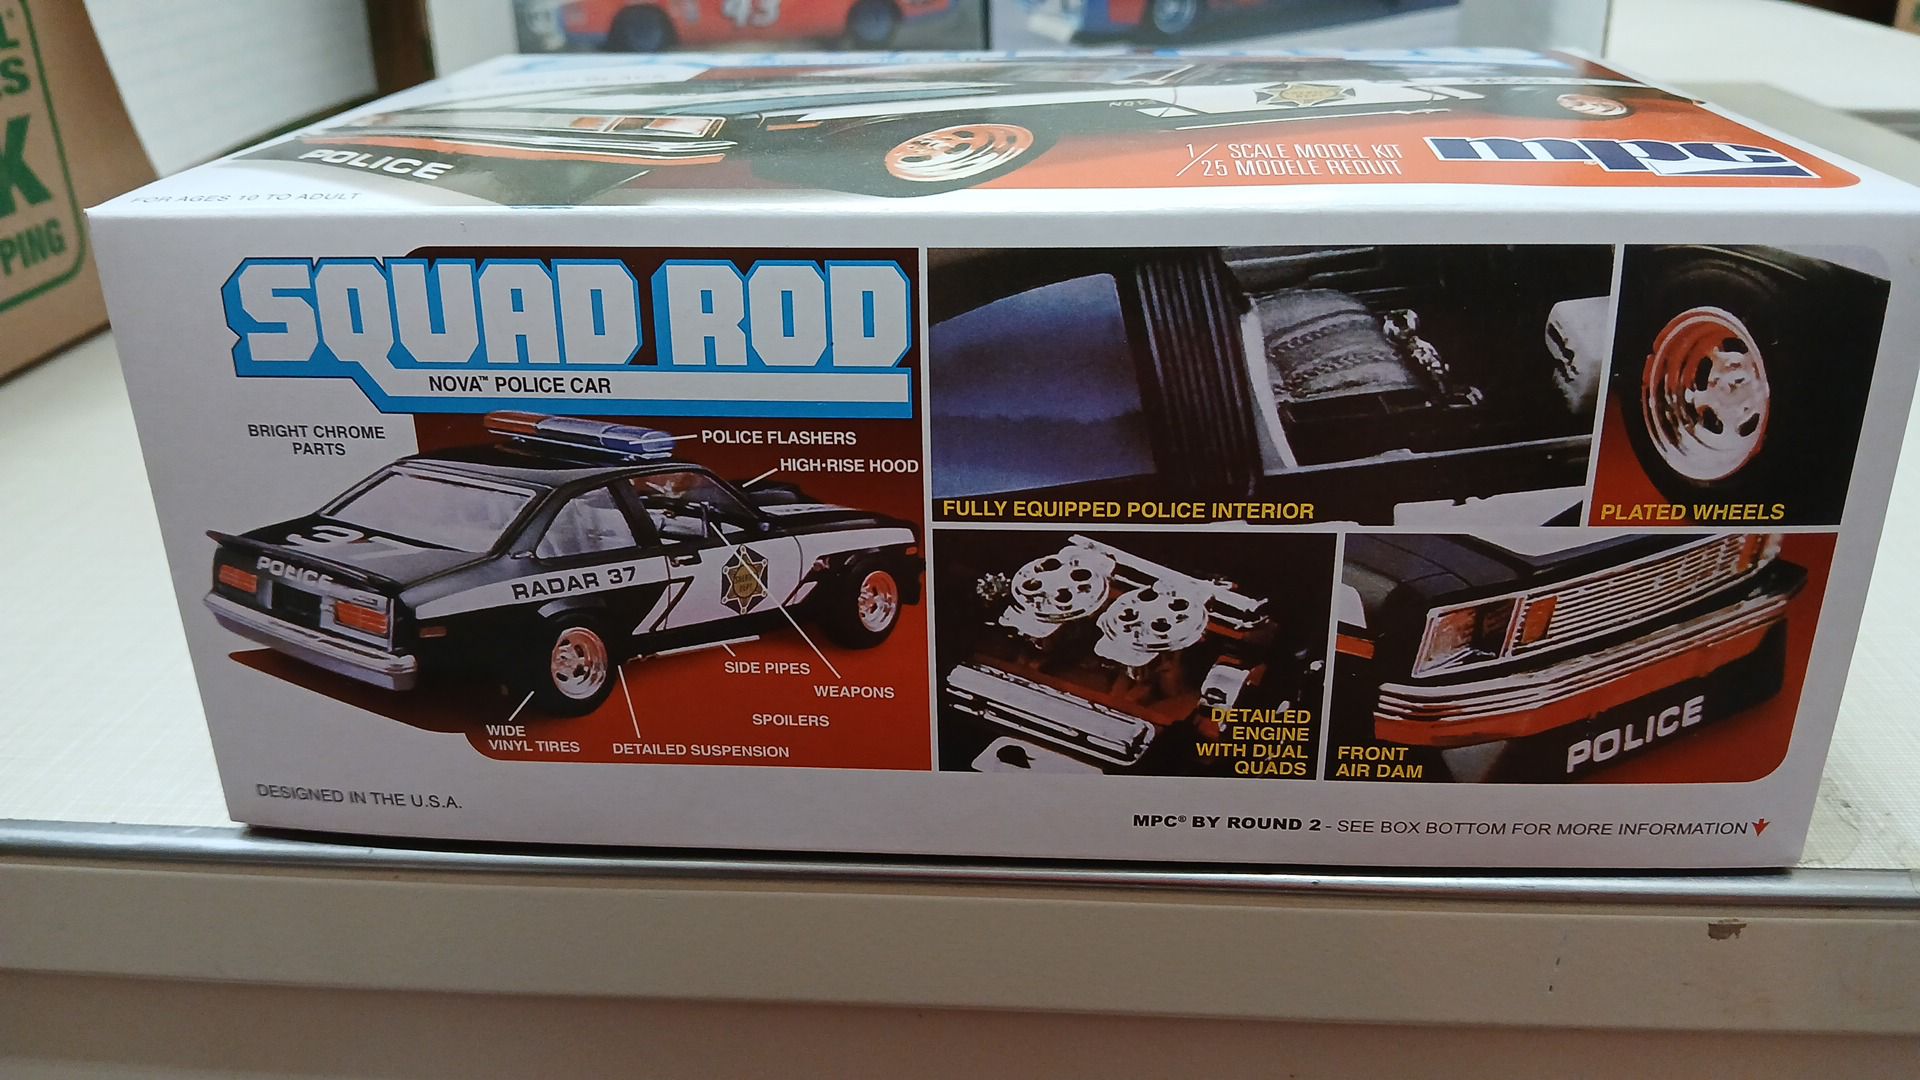 43
POLICE
1/25 SCALE MODEL KIT
MODELE REDUIT
mpc
FOR AGES 10 TO ADULT
K
PPING
SQUAD ROD
NOVA™ POLICE CAR
BRIGHT CHROME
PARTS
POLICE FLASHERS
HIGH•RISE HOOD
37
POLICE
RADAR 37
SIDE PIPES
WEAPONS
SPOILERS
WIDE
VINYL TIRES
DETAILED SUSPENSION
DESIGNED IN THE U.S.A.
FULLY EQUIPPED POLICE INTERIOR
PLATED WHEELS
DETAILED
ENGINE
WITH DUAL
QUADS
FRONT
AIR DAM
POLICE
MPC® BY ROUND 2 - SEE BOX BOTTOM FOR MORE INFORMATION